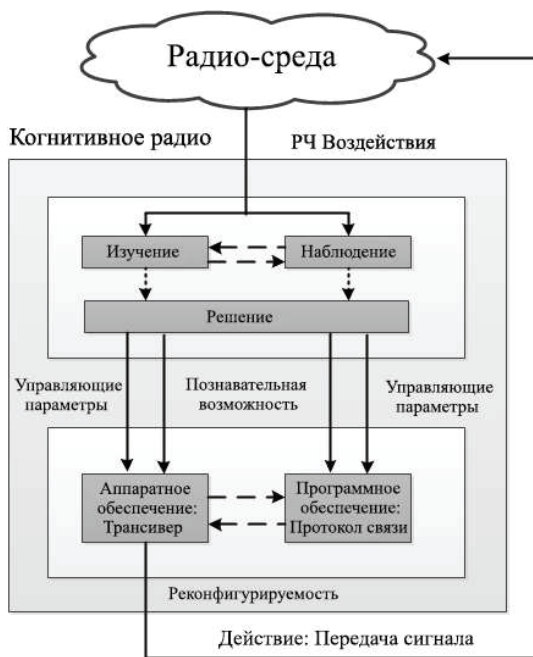 Радио-среда
Когнитивное радио
РЧ Воздействия
Изучение
Наблюдение
Решение
Управляющие
параметры
Познавательная
возможность
Управляющие
параметры
Аппаратное
обеспечение:
Трансивер
Программное
обеспечение:
Протокол связи
Реконфигурируемость
Действие: Передача сигнала